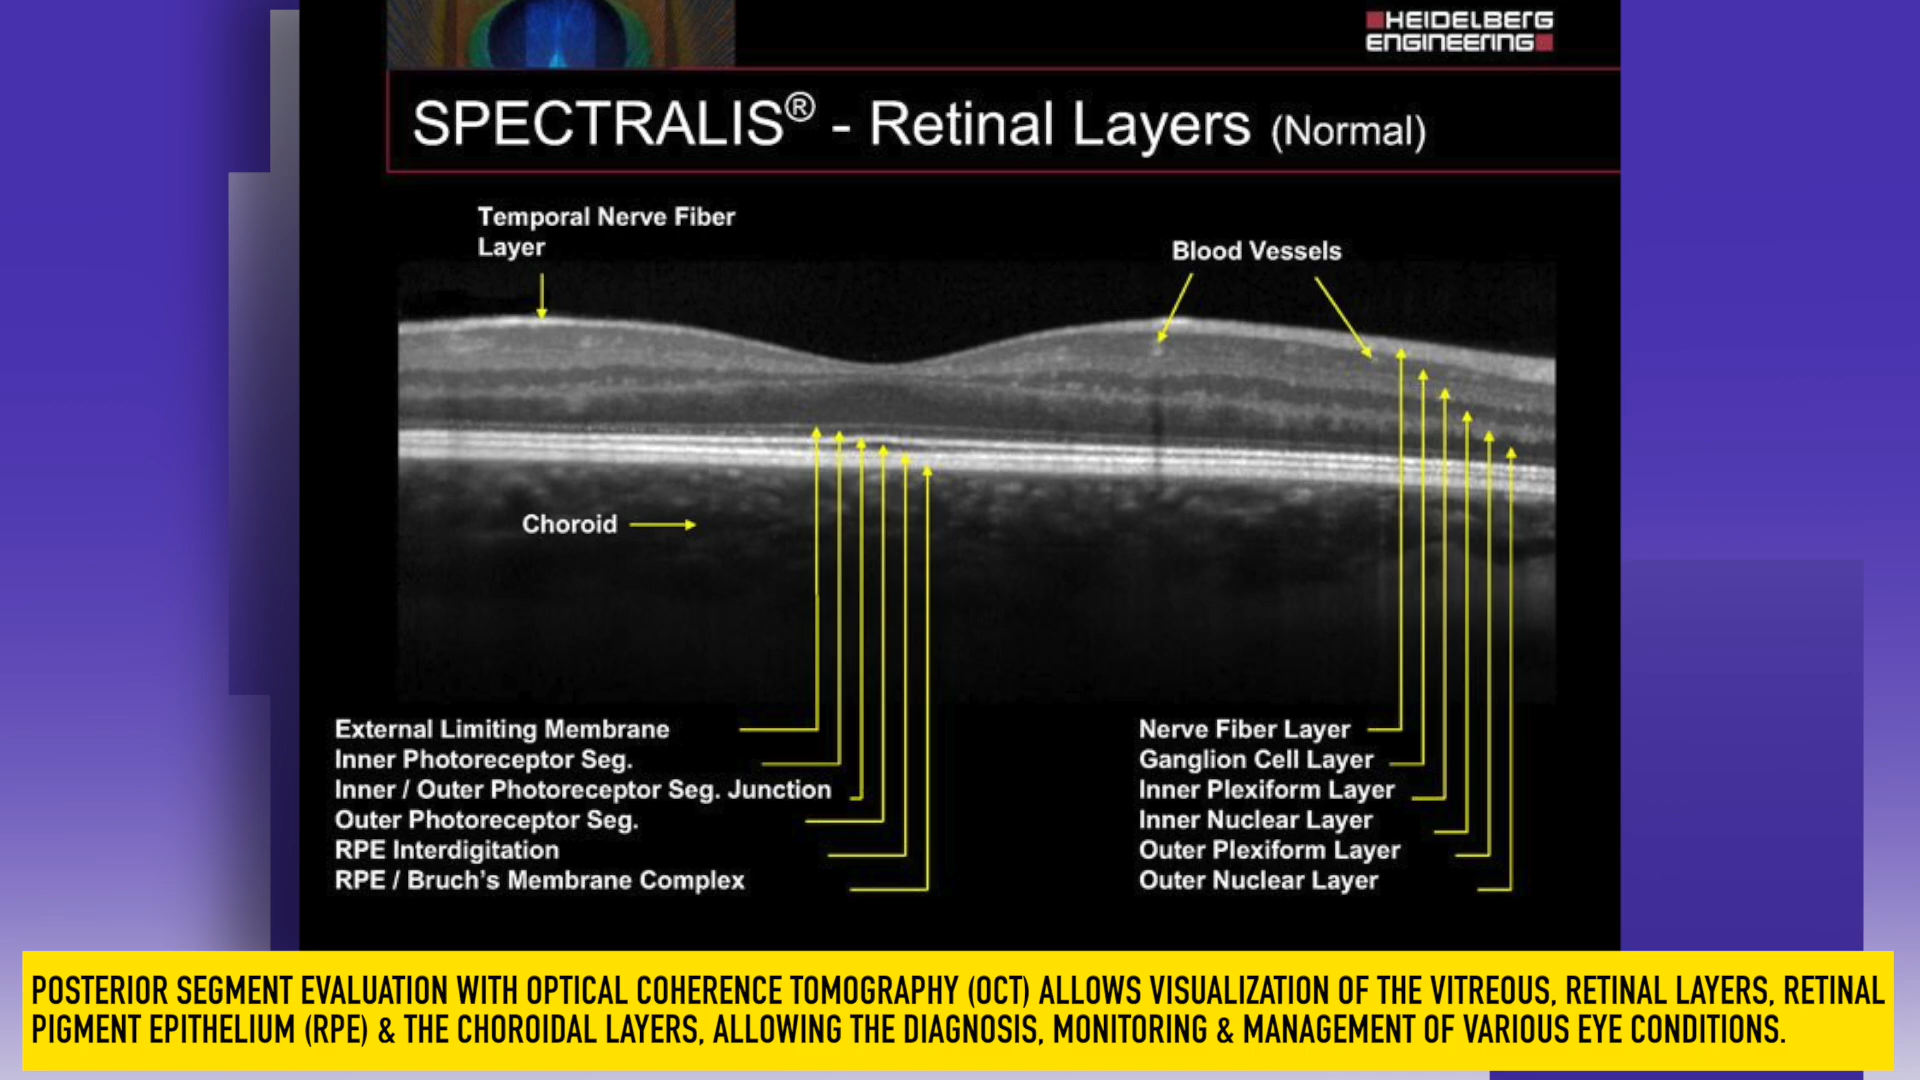 HEIDELBERG
ENGINEERING
SPECTRALIS® - Retinal Layers (Normal)
Temporal Nerve Fiber
Layer
Blood Vessels
Choroid
External Limiting Membrane
Inner Photoreceptor Seg.
Inner / Outer Photoreceptor Seg. Junction
Outer Photoreceptor Seg.
RPE Interdigitation
RPE / Bruch's Membrane Complex
Nerve Fiber Layer
Ganglion Cell Layer
Inner Plexiform Layer
Inner Nuclear Layer
Outer Plexiform Layer
Outer Nuclear Layer
POSTERIOR SEGMENT EVALUATION WITH OPTICAL COHERENCE TOMOGRAPHY (OCT) ALLOWS VISUALIZATION OF THE VITREOUS, RETINAL LAYERS, RETINAL
PIGMENT EPITHELIUM (RPE) & THE CHOROIDAL LAYERS, ALLOWING THE DIAGNOSIS, MONITORING & MANAGEMENT OF VARIOUS EYE CONDITIONS.